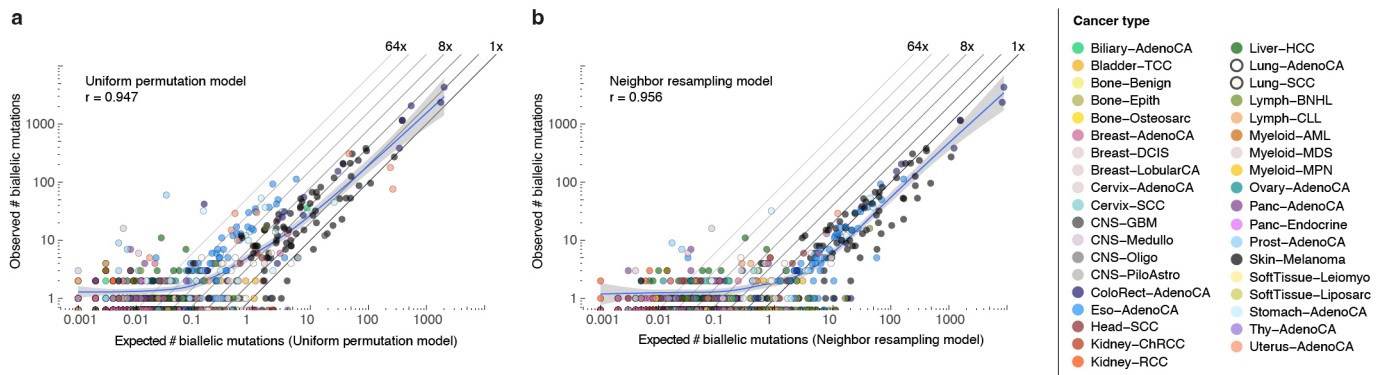 a
Uniform permutation model
r = 0.947
64x 8x 1x
Observed # biallelic mutations
1000
100
10
1
0.001 0.01 0.1 1 10 100 1000
Expected # biallelic mutations (Uniform permutation model)
b
Neighbor resampling model
r = 0.956
64x 8x 1x
Observed # biallelic mutations
1000
100
10
1
0.001 0.01 0.1 1 10 100 1000
Expected # biallelic mutations (Neighbor resampling model)
Cancer type
Biliary–AdenoCA
Bladder–TCC
Bone–Benign
Bone–Epith
Bone–Osteosarc
Breast–AdenoCA
Breast–DCIS
Breast–LobularCA
Cervix–AdenoCA
Cervix–SCC
CNS–GBM
CNS–Medullo
CNS–Oligo
CNS–PiloAstro
ColoRect–AdenoCA
Eso–AdenoCA
Head–SCC
Kidney–ChRCC
Kidney–RCC
Liver–HCC
Lung–AdenoCA
Lung–SCC
Lymph–BNHL
Lymph–CLL
Myeloid–AML
Myeloid–MDS
Myeloid–MPN
Ovary–AdenoCA
Panc–AdenoCA
Panc–Endocrine
Prost–AdenoCA
Skin–Melanoma
SoftTissue–Leiomyo
SoftTissue–Liposarc
Stomach–AdenoCA
Thy–AdenoCA
Uterus–AdenoCA